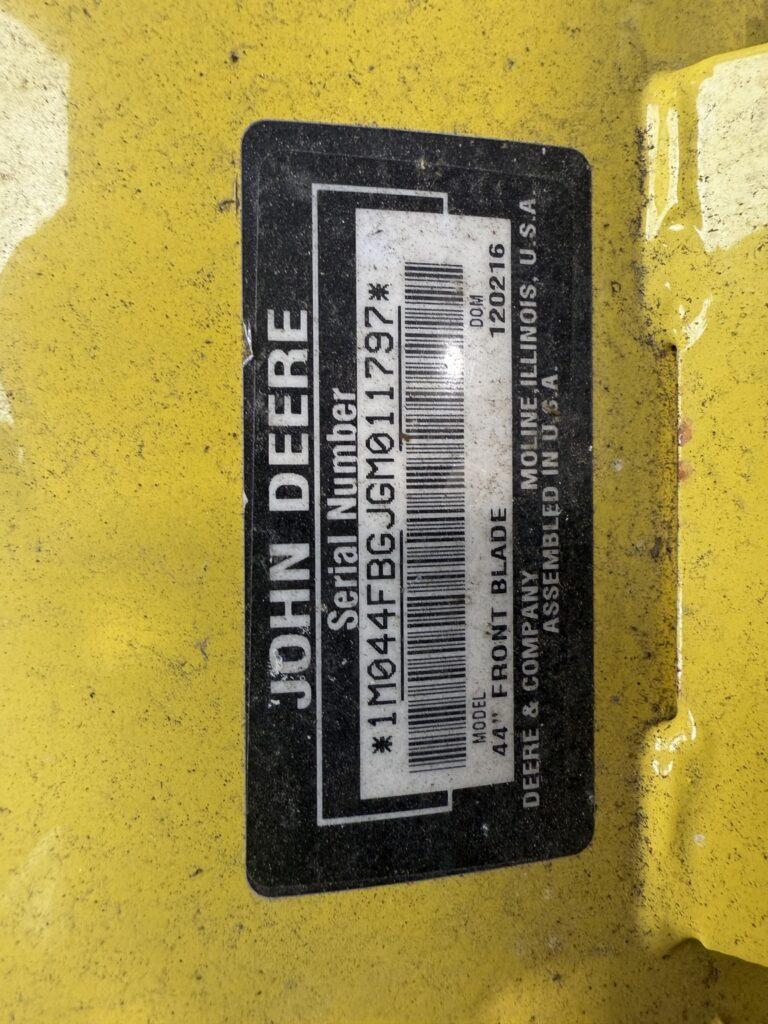 JOHN DEERE
Serial Number
*1M044FBGJGM011797*
MODEL DOM
44" FRONT BLADE 120216
DEERE & COMPANY MOLINE, ILLINOIS, U.S.A.
ASSEMBLED IN U.S.A.